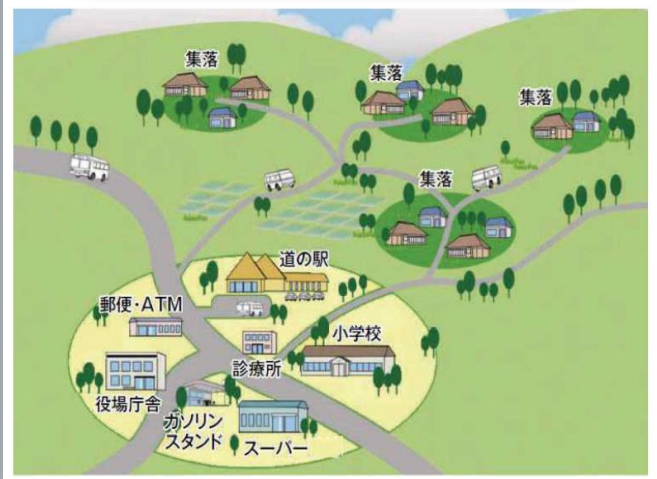 集落
集落
集落
集落
道の駅
郵便・ATM
小学校
診療所
役場庁舎
ガソリン
スタンド
スーパー